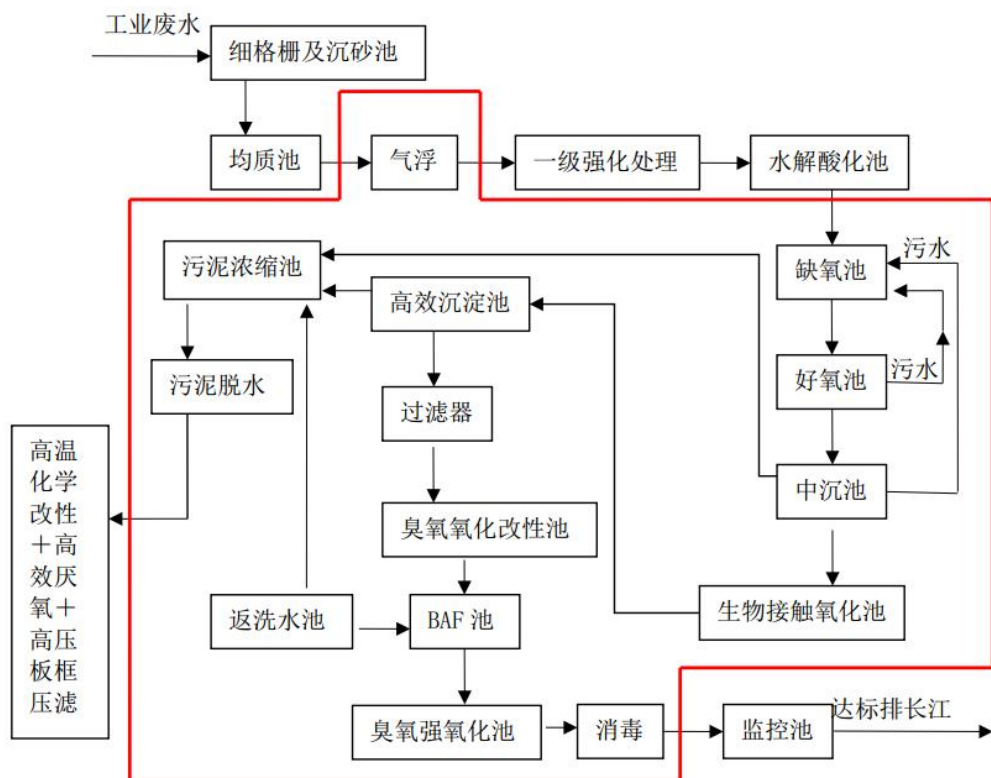 工业废水
细格栅及沉砂池
均质池
气浮
一级强化处理
水解酸化池
污泥浓缩池
高效沉淀池
缺氧池
污水
污泥脱水
过滤器
好氧池
污水
高温
化学
改性
＋高
效厌
氧＋
高压
板框
压滤
中沉池
臭氧氧化改性池
返洗水池
BAF 池
生物接触氧化池
臭氧强氧化池
消毒
监控池
达标排长江